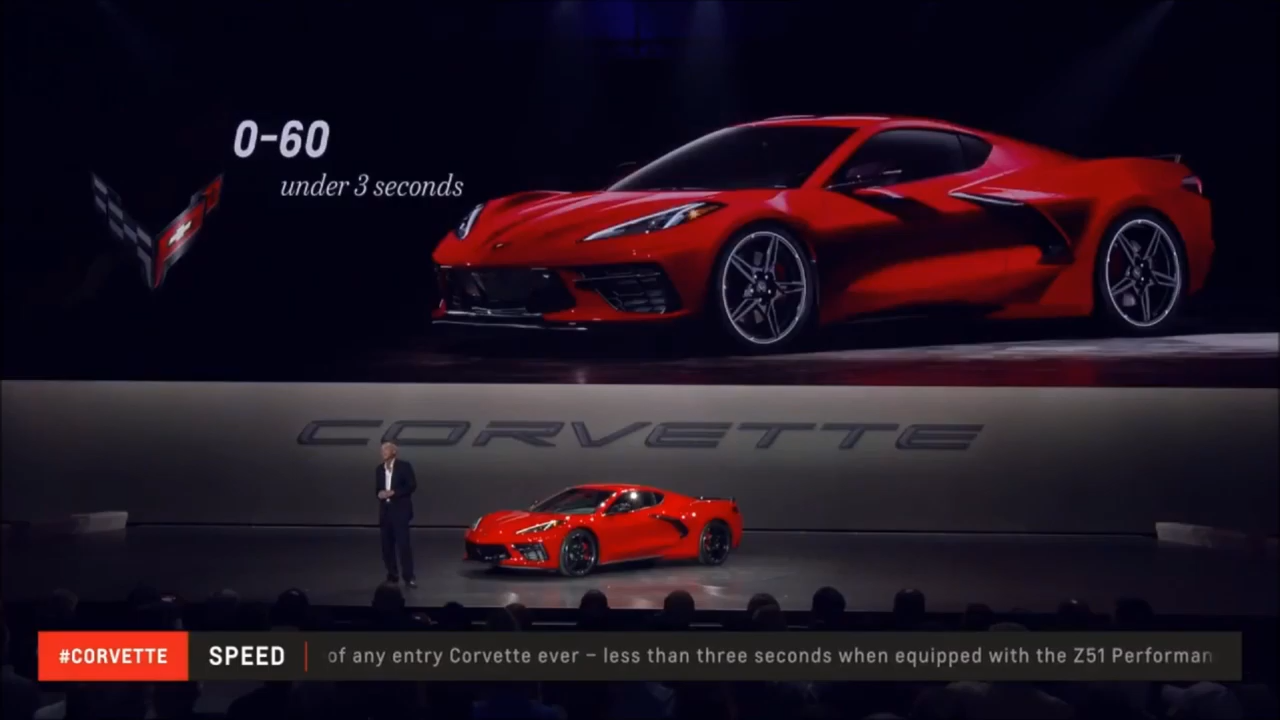 0-60
under 3 seconds
CORVETTE
#CORVETTE SPEED of any entry Corvette ever – less than three seconds when equipped with the Z51 Performan